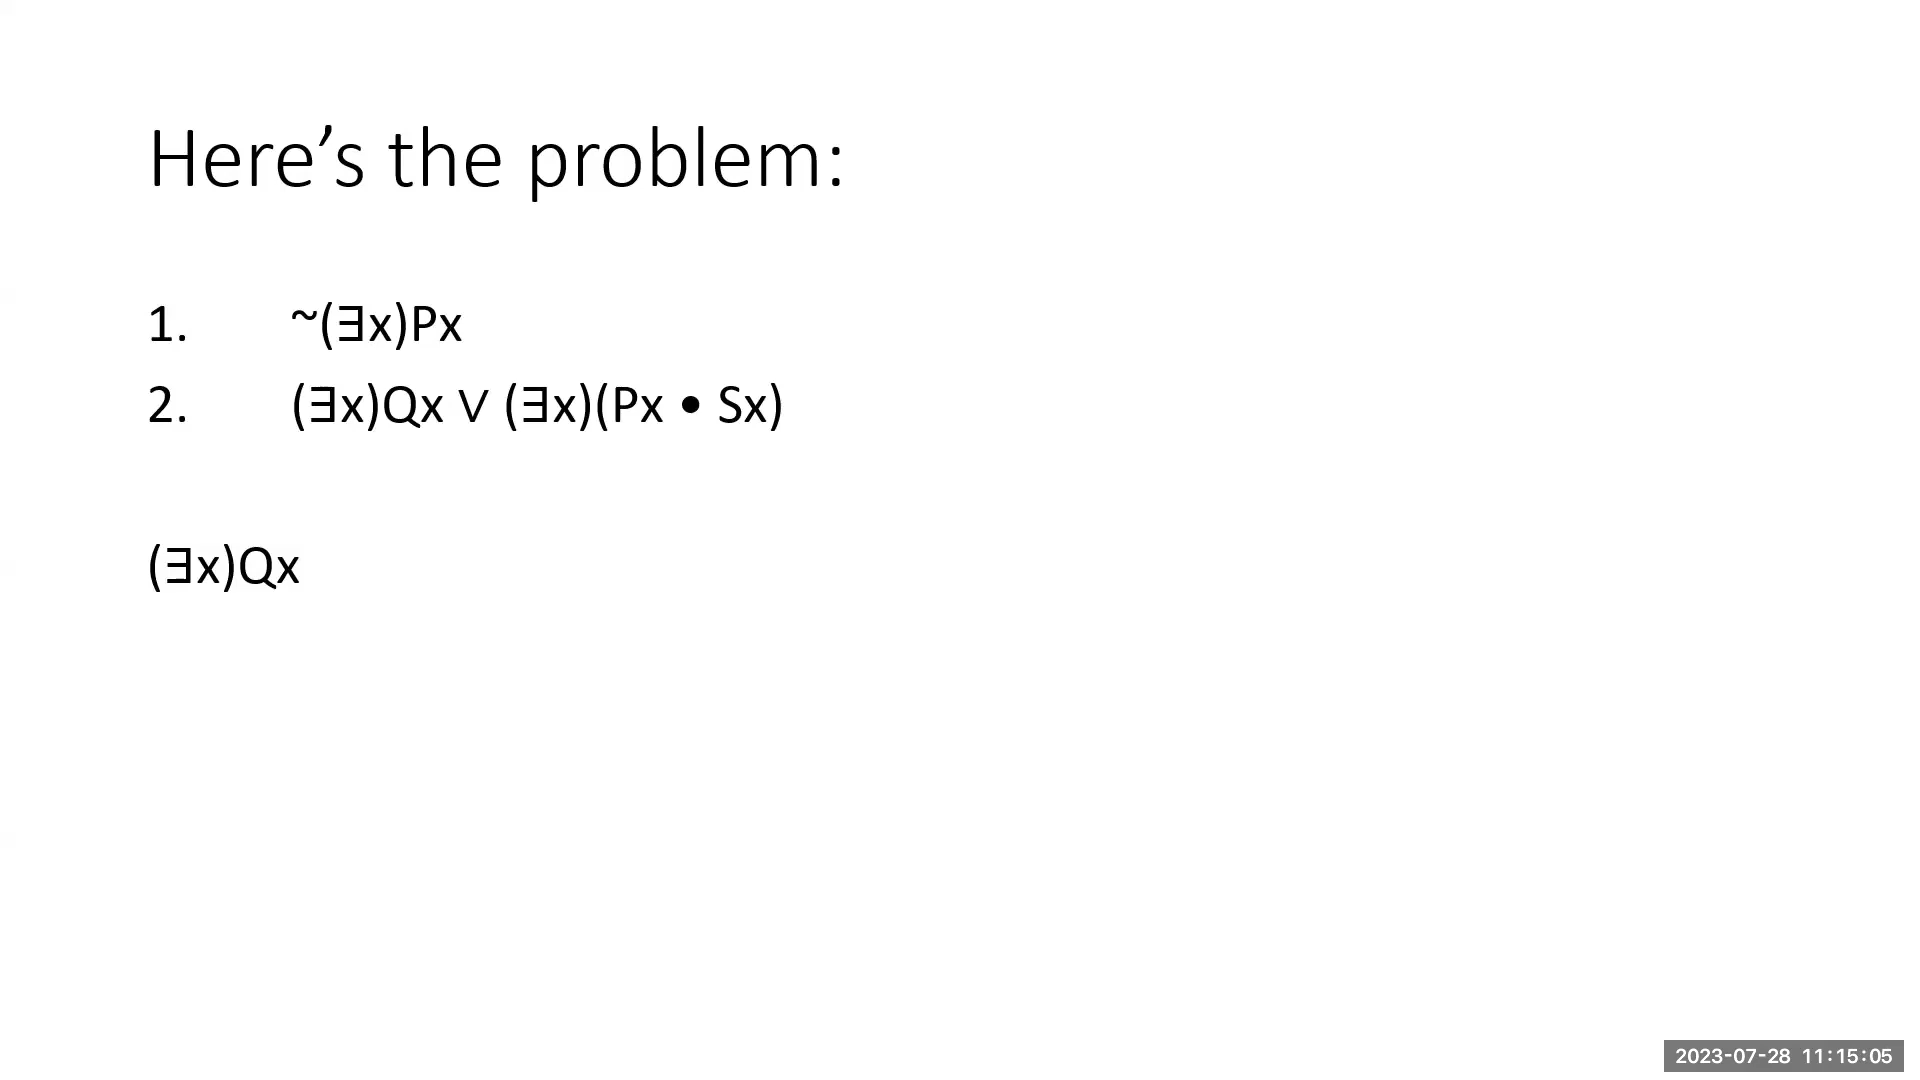 Here’s the problem:
1. ~(∃x)Px
2. (∃x)Qx ∨ (∃x)(Px • Sx)
(∃x)Qx
2023-07-28 11:15:05